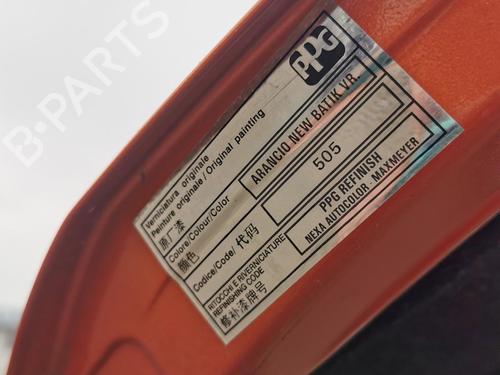 B-PARTS
PPG
Verniciatura originale
Peinture originale/Original painting
原厂漆
Colore/Colour/Color
颜色
ARANCIO NEW BATIK VR.
Codice/Code/代码
505
RITOCCHI E RIVERNICIATURE
REFINISHING CODE
修补漆牌号
PPG REFINISH
NEXA AUTOCOLOR - MAXMEYER